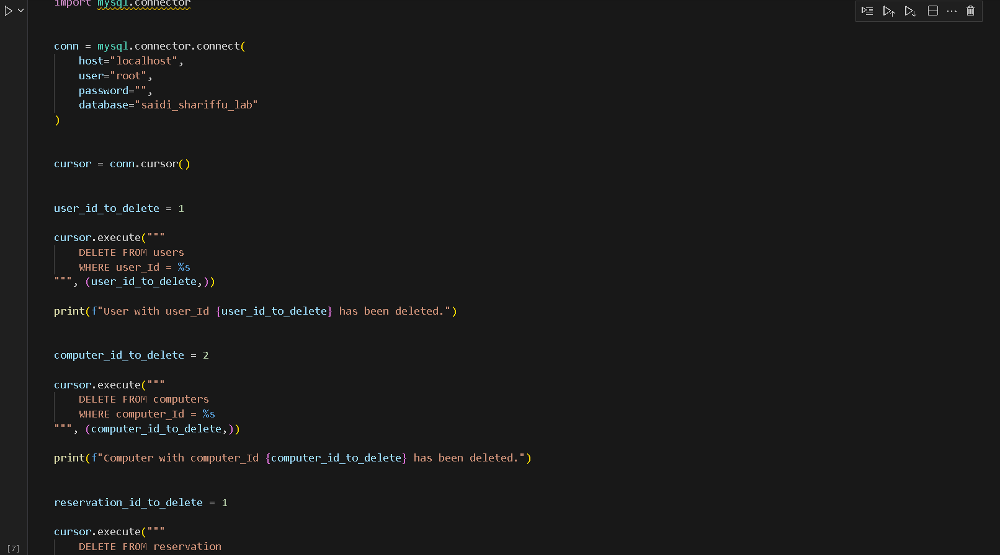 import mysql.connector
conn = mysql.connector.connect(
host="localhost",
user="root",
password="",
database="saidi_shariffu_lab"
)
cursor = conn.cursor()
user_id_to_delete = 1
cursor.execute("""
DELETE FROM users
WHERE user_Id = %s
""", (user_id_to_delete,))
print(f"User with user_Id {user_id_to_delete} has been deleted.")
computer_id_to_delete = 2
cursor.execute("""
DELETE FROM computers
WHERE computer_Id = %s
""", (computer_id_to_delete,))
print(f"Computer with computer_Id {computer_id_to_delete} has been deleted.")
reservation_id_to_delete = 1
cursor.execute("""
[7]
DELETE FROM reservation